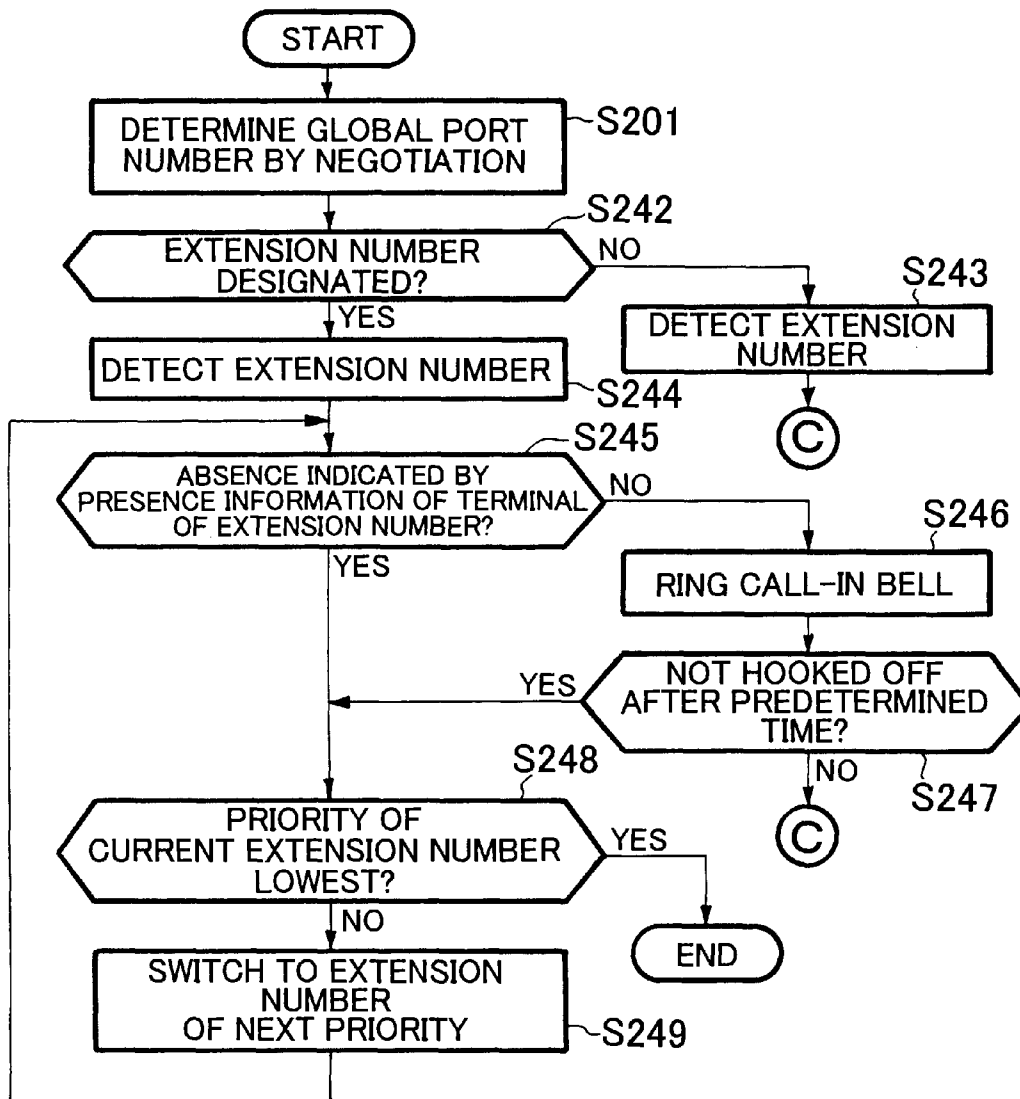 START
DETERMINE GLOBAL PORT
NUMBER BY NEGOTIATION
S201
S242
EXTENSION NUMBER
DESIGNATED?
NO
YES
S243
DETECT EXTENSION
NUMBER
DETECT EXTENSION NUMBER
S244
C
S245
ABSENCE INDICATED BY
PRESENCE INFORMATION OF TERMINAL
OF EXTENSION NUMBER?
NO
YES
S246
RING CALL-IN BELL
NOT HOOKED OFF
AFTER PREDETERMINED
TIME?
YES
NO
S247
C
S248
PRIORITY OF
CURRENT EXTENSION NUMBER
LOWEST?
YES
NO
END
SWITCH TO EXTENSION
NUMBER
OF NEXT PRIORITY
S249